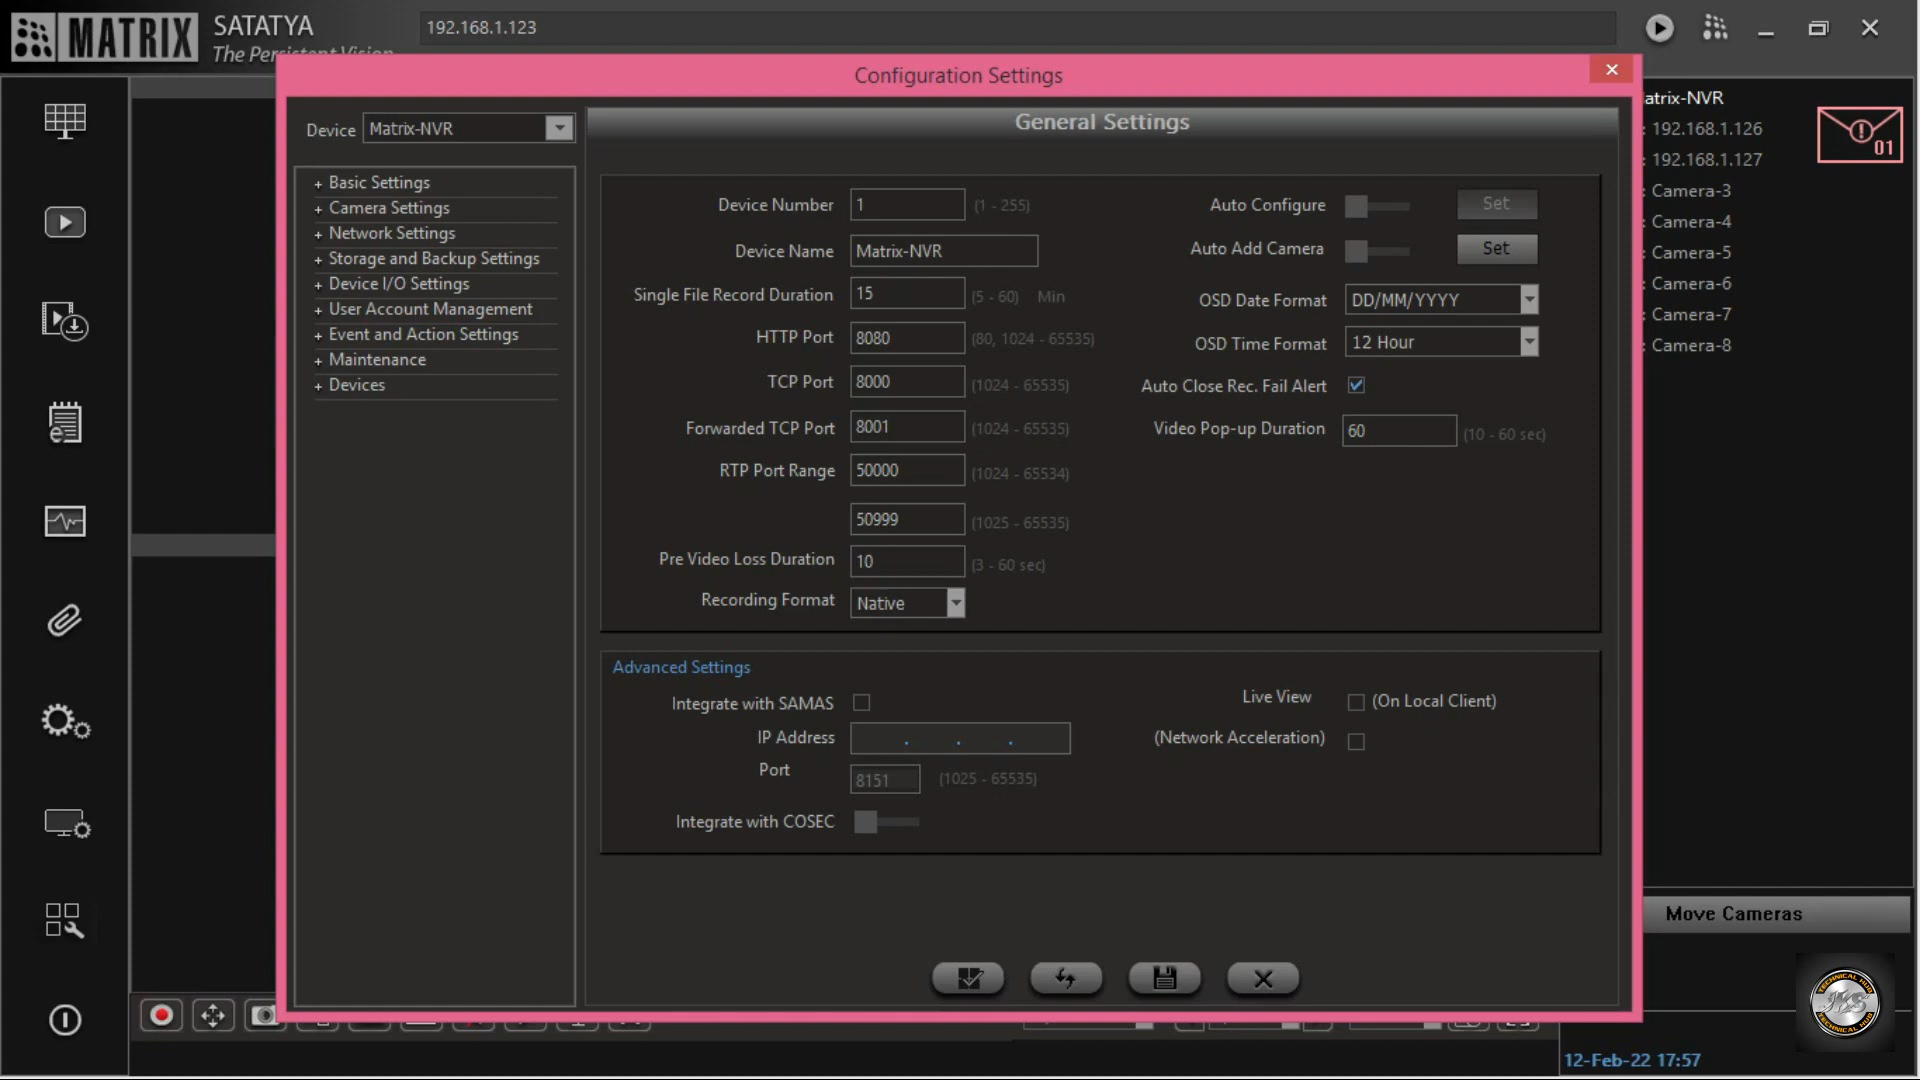 MATRIX
SATATYA
192.168.1.123
Configuration Settings
Device
Matrix-NVR
General Settings
+ Basic Settings
+ Camera Settings
+ Network Settings
+ Storage and Backup Settings
+ Device I/O Settings
+ User Account Management
+ Event and Action Settings
+ Maintenance
+ Devices
Device Number 1 (1 - 255)
Device Name Matrix-NVR
Single File Record Duration 15 (5 - 60) Min
HTTP Port 8080 (80, 1024 - 65535)
TCP Port 8000 (1024 - 65535)
Forwarded TCP Port 8001 (1024 - 65535)
RTP Port Range 50000 (1024 - 65534)
50999 (1025 - 65535)
Pre Video Loss Duration 10 (3 - 60 sec)
Recording Format Native
Auto Configure Set
Auto Add Camera Set
OSD Date Format DD/MM/YYYY
OSD Time Format 12 Hour
Auto Close Rec. Fail Alert
Video Pop-up Duration 60 (10 - 60 sec)
Advanced Settings
Integrate with SAMAS
IP Address . . .
Port 8151 (1025 - 65535)
Integrate with COSEC
Live View (On Local Client)
(Network Acceleration)
atrix-NVR
: 192.168.1.126
: 192.168.1.127
: Camera-3
: Camera-4
: Camera-5
: Camera-6
: Camera-7
: Camera-8
01
Move Cameras
TECHNICAL HUB
TECHNICAL HUB
12-Feb-22 17:57